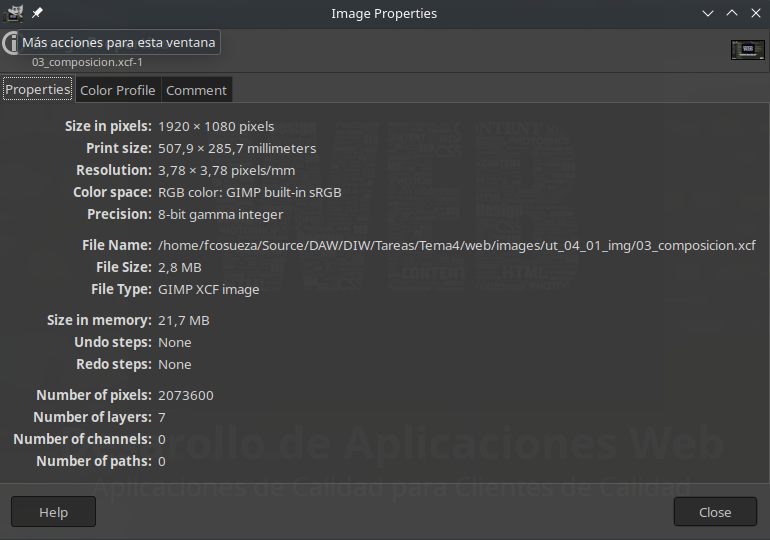 Image Properties
Más acciones para esta ventana
03_composicion.xcf-1
Properties Color Profile Comment
Size in pixels: 1920 × 1080 pixels
Print size: 507,9 × 285,7 millimeters
Resolution: 3,78 × 3,78 pixels/mm
Color space: RGB color: GIMP built-in sRGB
Precision: 8-bit gamma integer
File Name: /home/fcosueza/Source/DAW/DIW/Tareas/Tema4/web/images/ut_04_01_img/03_composicion.xcf
File Size: 2,8 MB
File Type: GIMP XCF image
Size in memory: 21,7 MB
Undo steps: None
Redo steps: None
Number of pixels: 2073600
Number of layers: 7
Number of channels: 0
Number of paths: 0
rollo de Aplicaciones Web
Aplicaciones de Calidad para Clientes de Calidad
Help Close